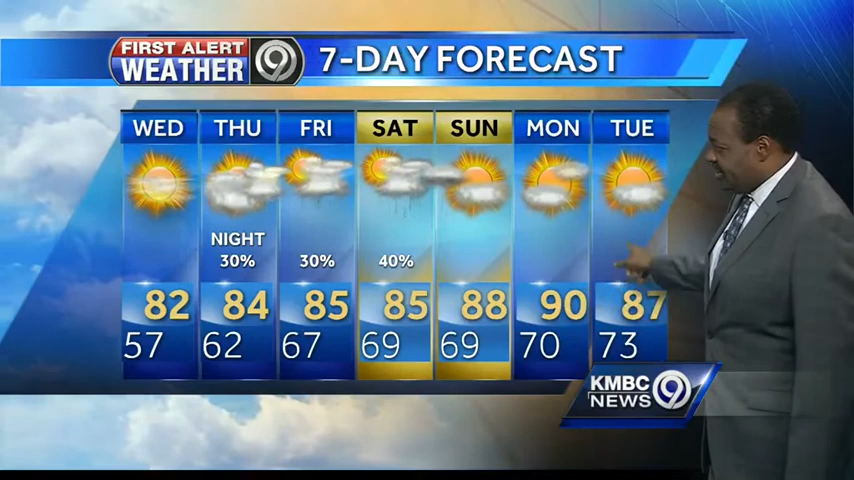 FIRST ALERT
WEATHER 9
7-DAY FORECAST
WED THU FRI SAT SUN MON TUE
NIGHT
30% 30% 40%
82 84 85 85 88 90 87
57 62 67 69 69 70 73
KMBC 9
NEWS